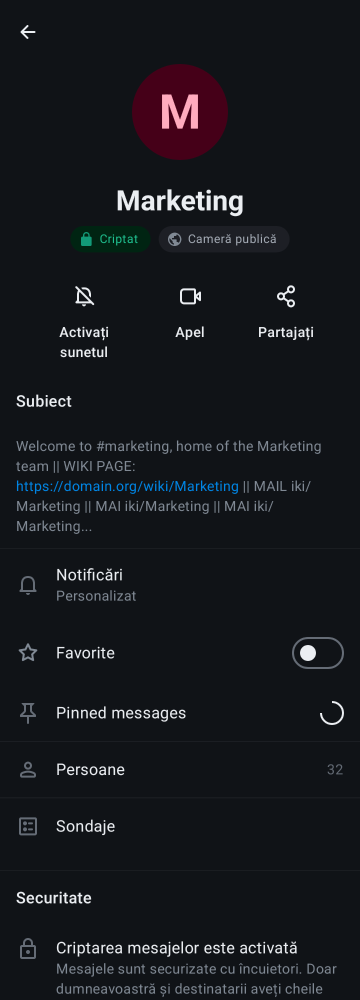 M
Marketing
Criptat
Cameră publică
Activați
sunetul
Apel
Partajați
Subiect
Welcome to #marketing, home of the Marketing
team || WIKI PAGE:
https://domain.org/wiki/Marketing || MAIL iki/
Marketing || MAI iki/Marketing || MAI iki/
Marketing...
Notificări
Personalizat
Favorite
Pinned messages
Persoane 32
Sondaje
Securitate
Criptarea mesajelor este activată
Mesajele sunt securizate cu încuietori. Doar
dumneavoastră și destinatarii aveți cheile